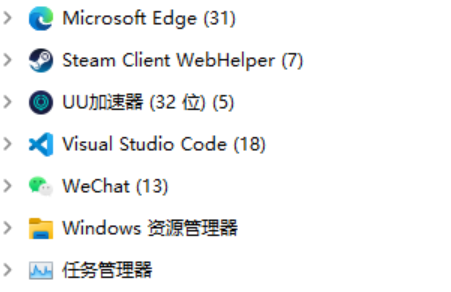 Microsoft Edge (31)
Steam Client WebHelper (7)
UU加速器 (32 位) (5)
Visual Studio Code (18)
WeChat (13)
Windows 资源管理器
任务管理器